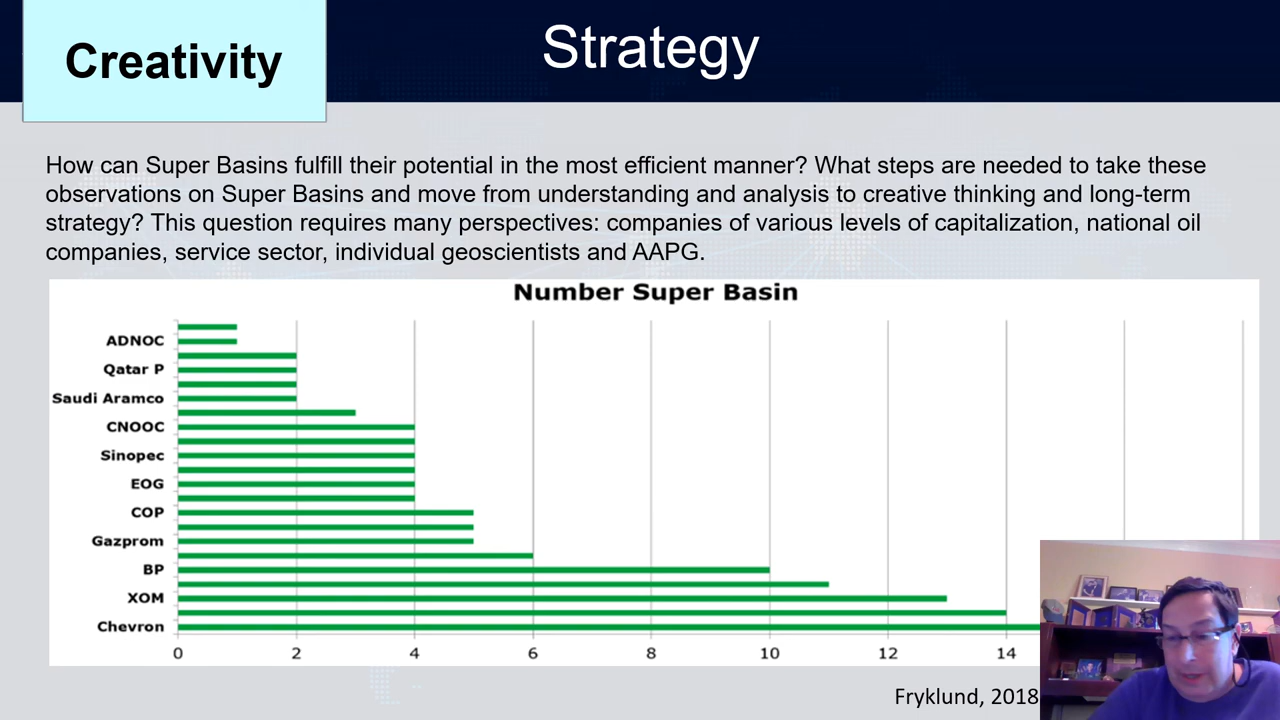 Creativity
Strategy
How can Super Basins fulfill their potential in the most efficient manner? What steps are needed to take these
observations on Super Basins and move from understanding and analysis to creative thinking and long-term
strategy? This question requires many perspectives: companies of various levels of capitalization, national oil
companies, service sector, individual geoscientists and AAPG.
Number Super Basin
ADNOC
Qatar P
Saudi Aramco
CNOOC
Sinopec
EOG
COP
Gazprom
BP
XOM
Chevron
0 2 4 6 8 10 12 14
Fryklund, 2018